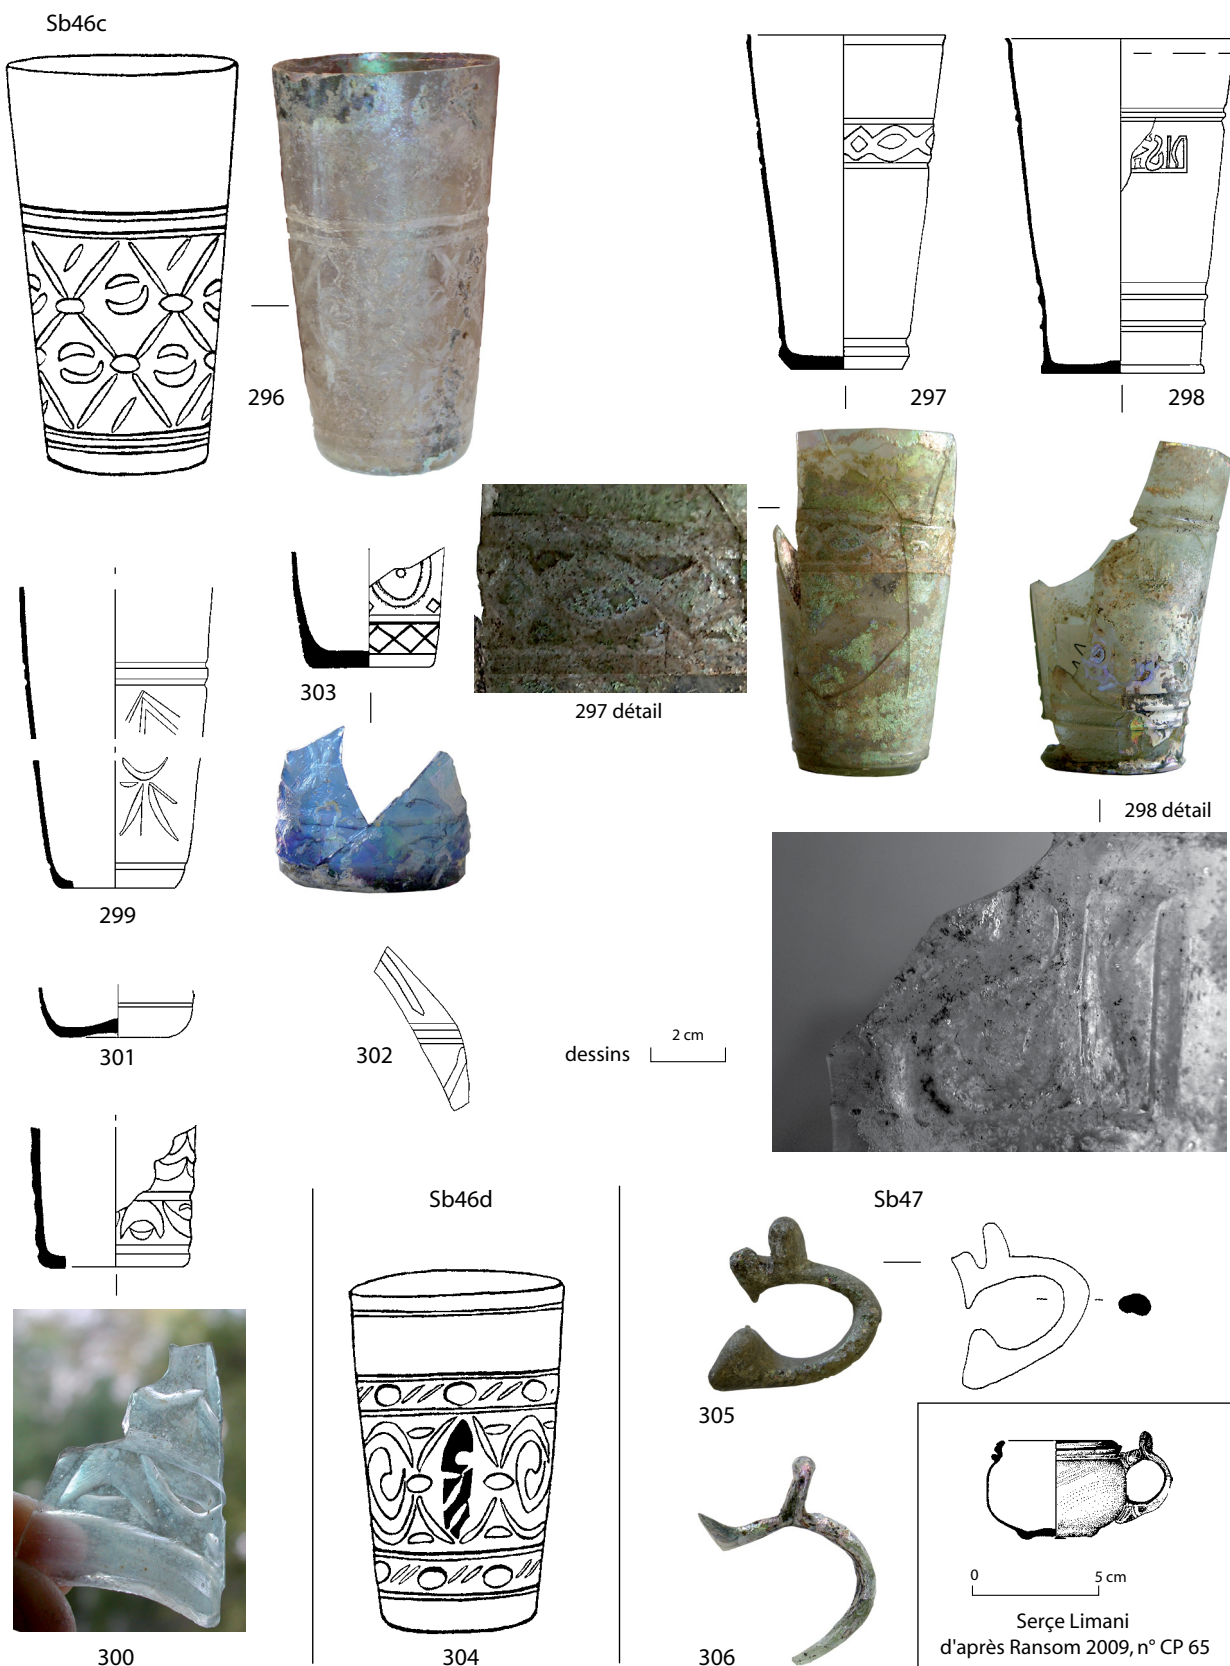 Sb46c
296
297
298
303
297 détail
298 détail
299
301
302
dessins
2 cm
Sb46d
Sb47
305
0
5 cm
Serçe Limani
d'après Ransom 2009, n° CP 65
300
304
306